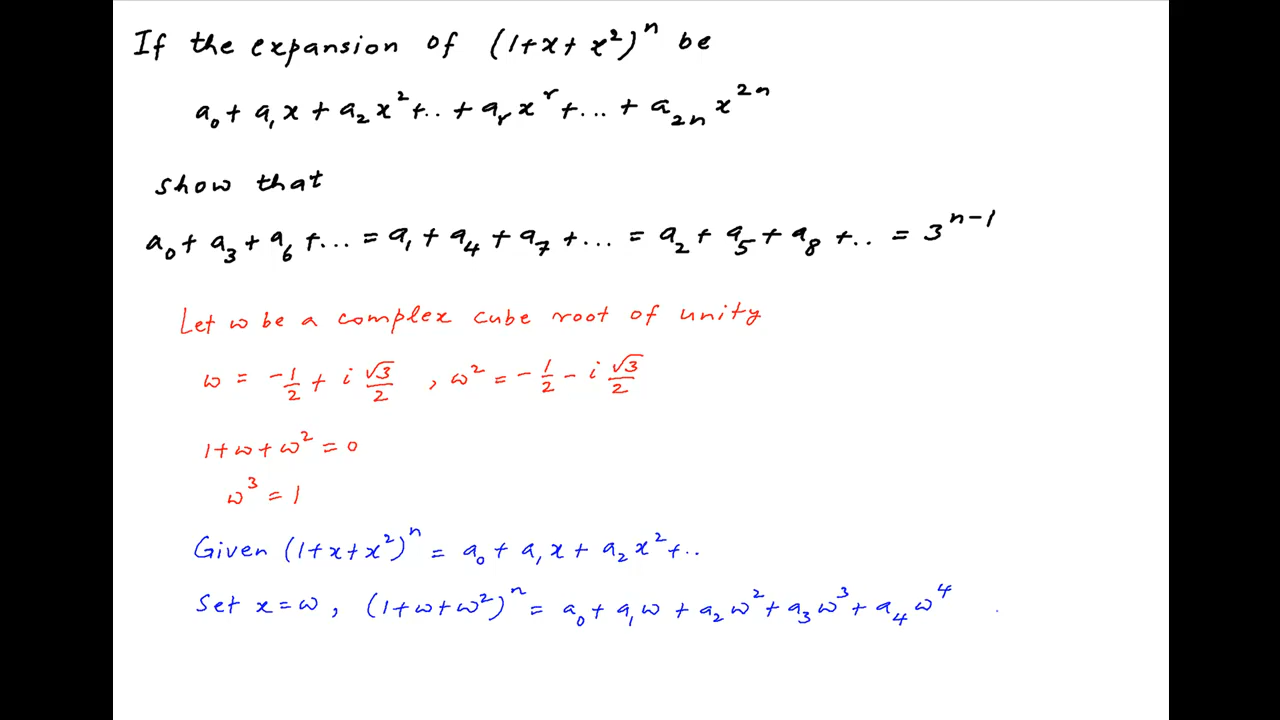 If the expansion of (1+x+x²)ⁿ be
a₀ + a₁x + a₂x² + .. + aᵣxʳ + ... + a₂ₙ x²ⁿ
show that
a₀ + a₃ + a₆ + ... = a₁ + a₄ + a₇ + ... = a₂ + a₅ + a₈ + .. = 3ⁿ⁻¹
Let ω be a complex cube root of unity
ω = -1/2 + i √3/2 , ω² = -1/2 - i √3/2
1+ω+ω² = 0
ω³ = 1
Given (1+x+x²)ⁿ = a₀ + a₁x + a₂x² + ..
Set x = ω , (1+ω+ω²)ⁿ = a₀ + a₁ω + a₂ω² + a₃ω³ + a₄ω⁴